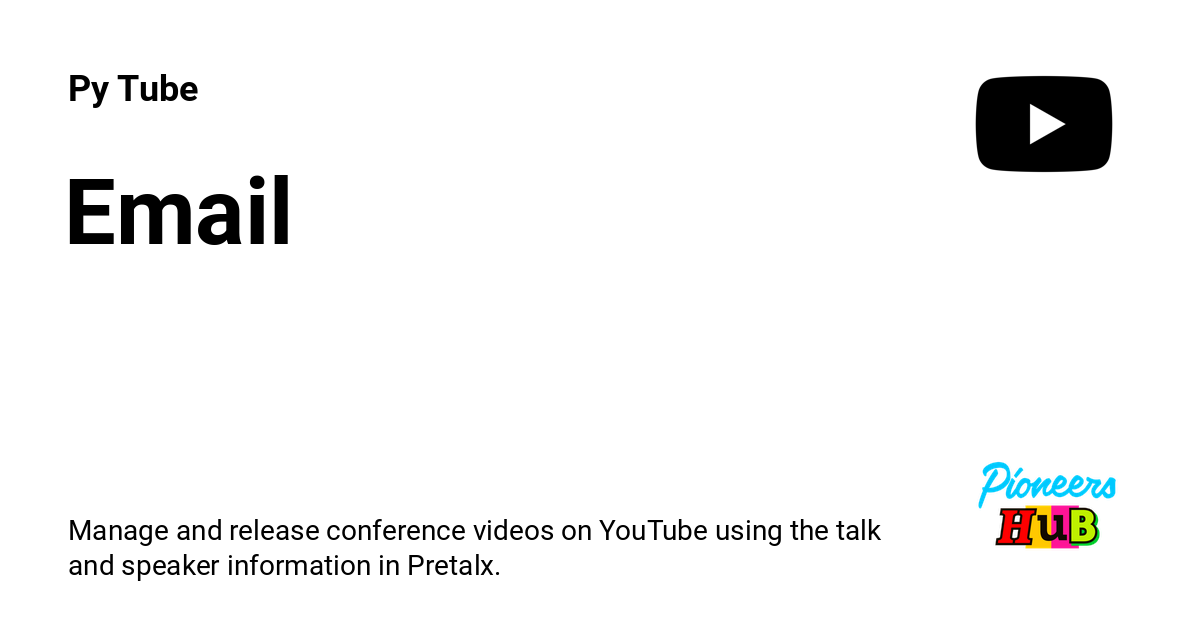 Py Tube
Email
Manage and release conference videos on YouTube using the talk
and speaker information in Pretalx.
Pioneers
HuB